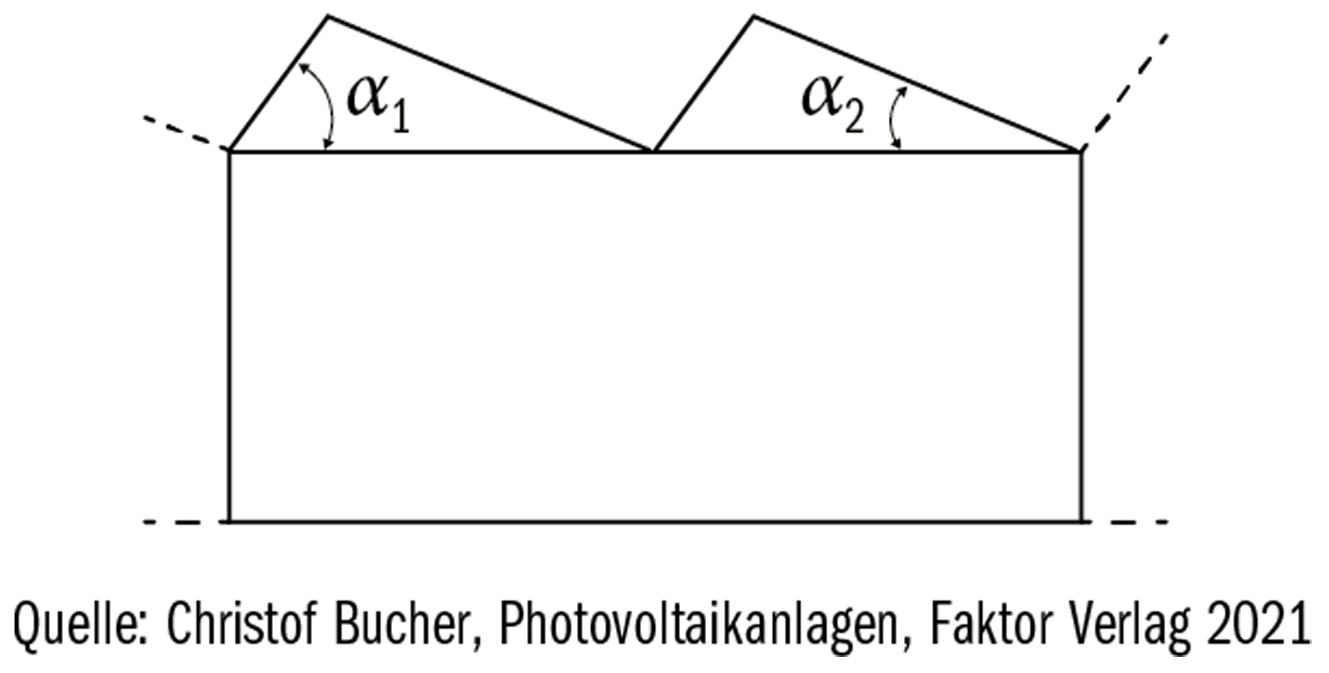 α₁ α₂
Quelle: Christof Bucher, Photovoltaikanlagen, Faktor Verlag 2021